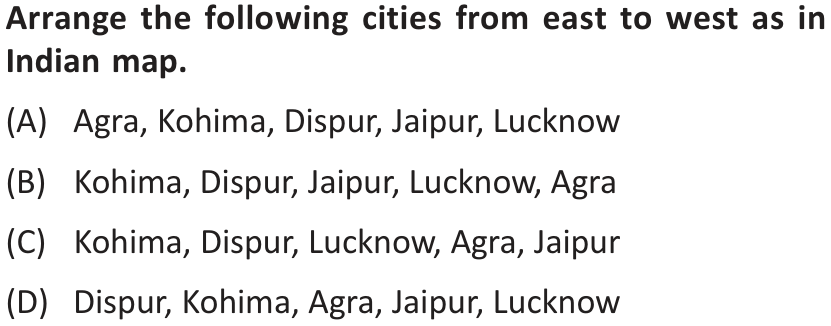 Arrange the following cities from east to west as in
Indian map.
(A) Agra, Kohima, Dispur, Jaipur, Lucknow
(B) Kohima, Dispur, Jaipur, Lucknow, Agra
(C) Kohima, Dispur, Lucknow, Agra, Jaipur
(D) Dispur, Kohima, Agra, Jaipur, Lucknow